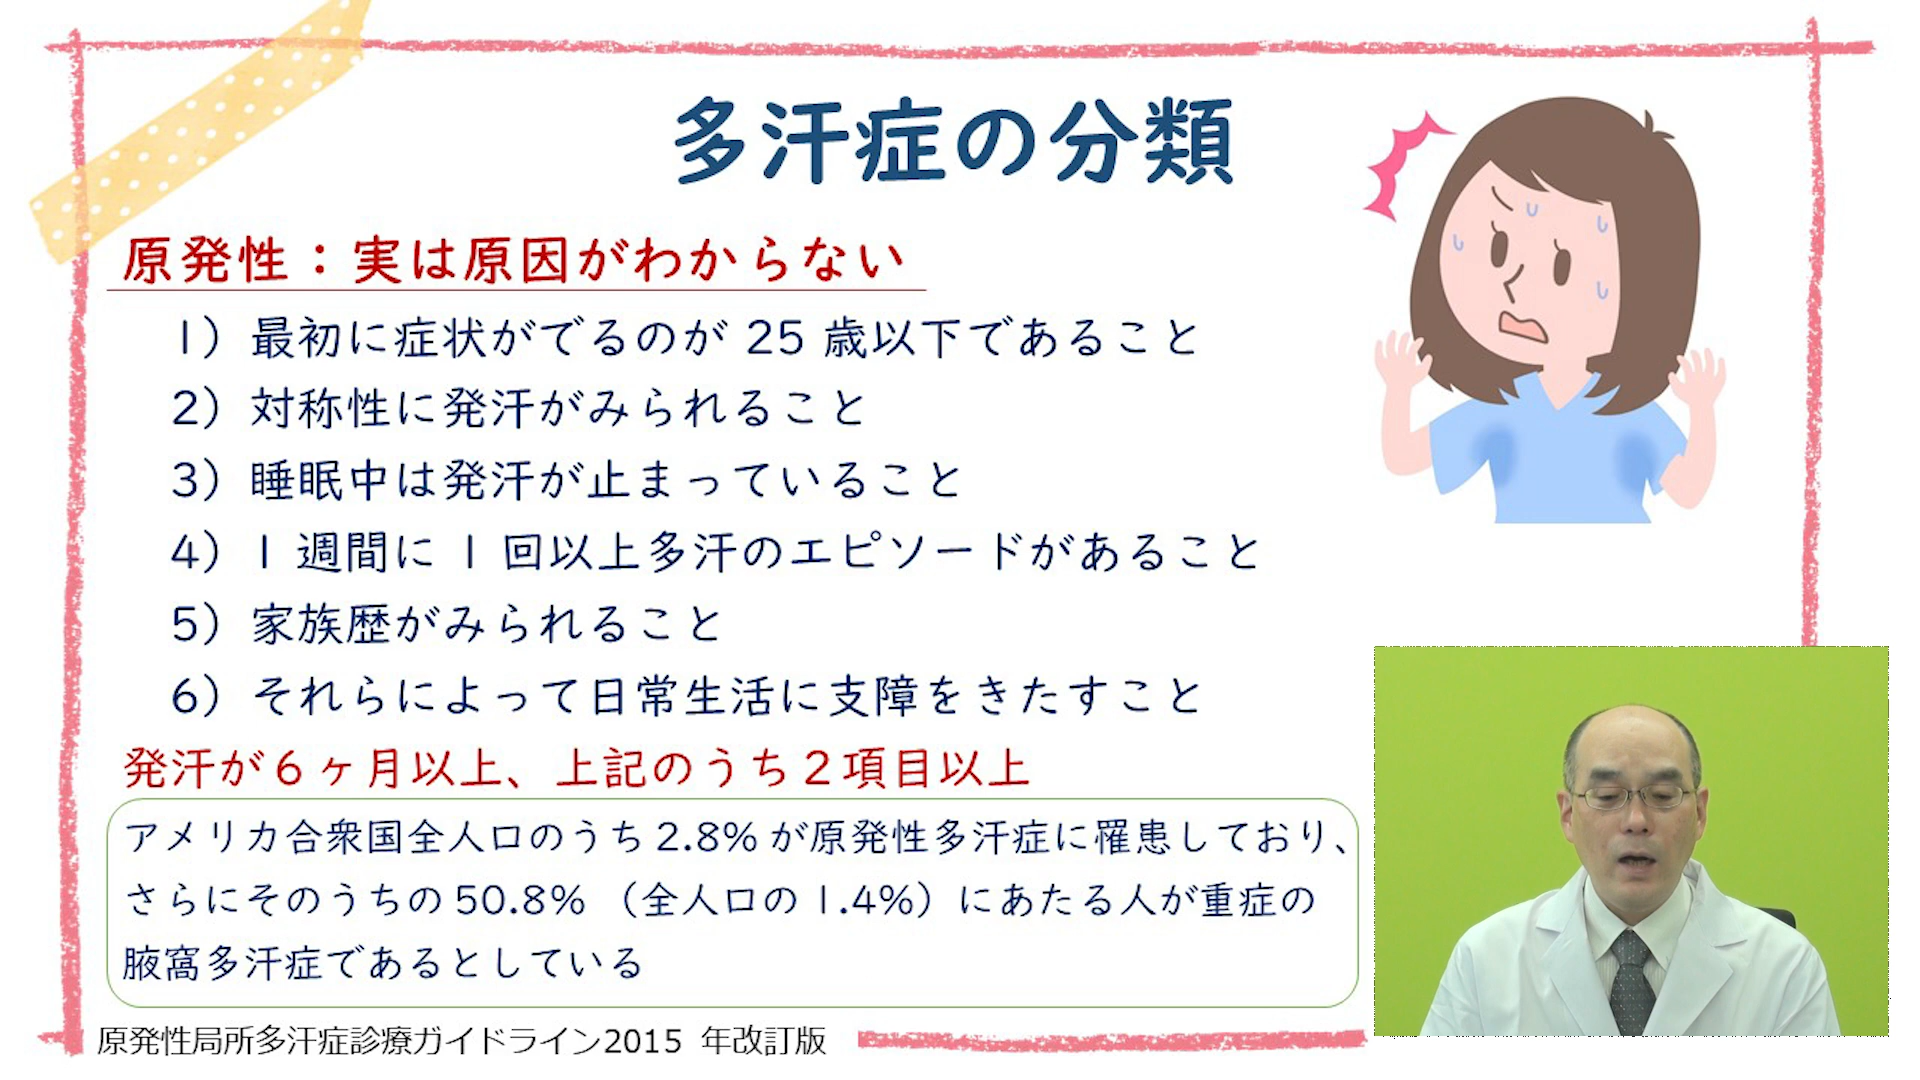 多汗症の分類
原発性：実は原因がわからない
1）最初に症状がでるのが 25 歳以下であること
2）対称性に発汗がみられること
3）睡眠中は発汗が止まっていること
4）1 週間に 1 回以上多汗のエピソードがあること
5）家族歴がみられること
6）それらによって日常生活に支障をきたすこと
発汗が６ヶ月以上、上記のうち２項目以上
アメリカ合衆国全人口のうち 2.8% が原発性多汗症に罹患しており、
さらにそのうちの 50.8% （全人口の 1.4%）にあたる人が重症の
腋窩多汗症であるとしている
原発性局所多汗症診療ガイドライン2015 年改訂版